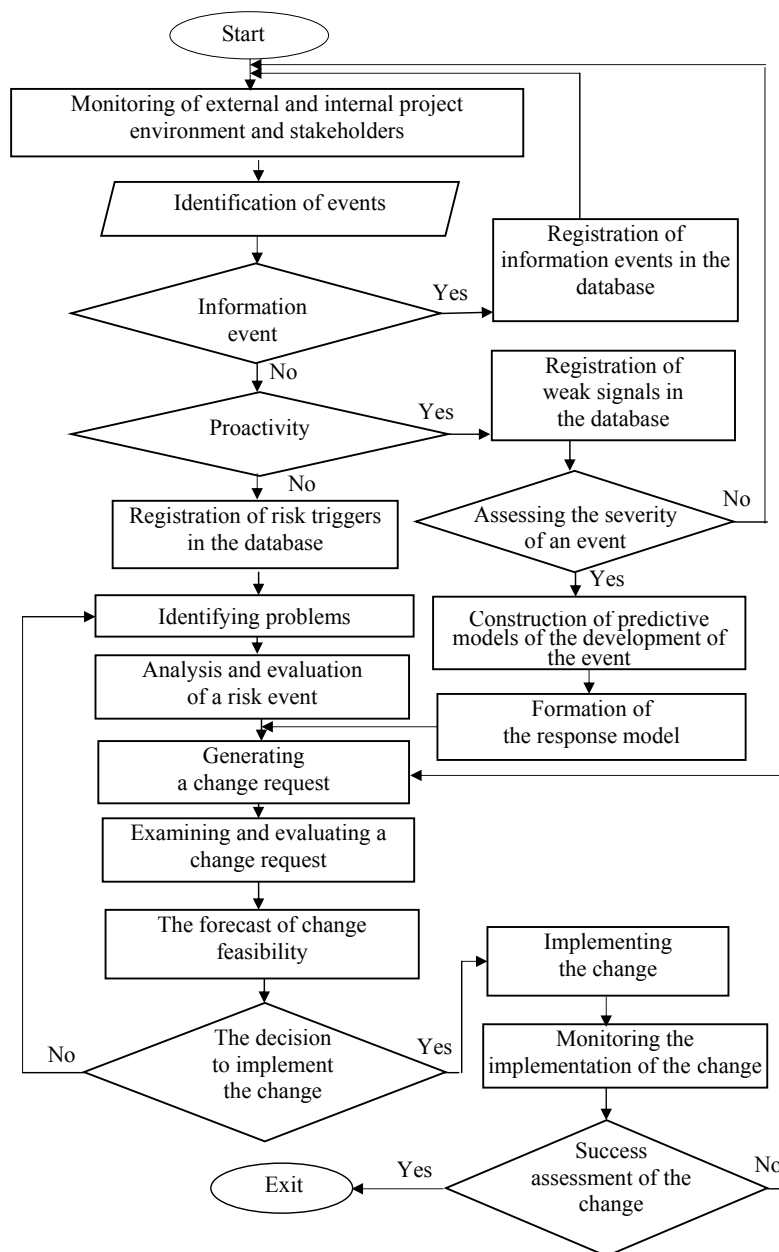 Start
Monitoring of external and internal project
environment and stakeholders
Identification of events
Registration of
information events in the
database
Yes
Information
event
No
Registration of
weak signals in
the database
Yes
Proactivity
No
No
Registration of risk triggers
in the database
Assessing the severity
of an event
Yes
Identifying problems
Construction of predictive
models of the development of
the event
Analysis and evaluation
of a risk event
Formation of
the response model
Generating
a change request
Examining and evaluating a
change request
The forecast of change
feasibility
Implementing
the change
No
The decision
to implement
the change
Yes
Monitoring the
implementation of the change
Success
assessment of the
change
Yes
No
Exit